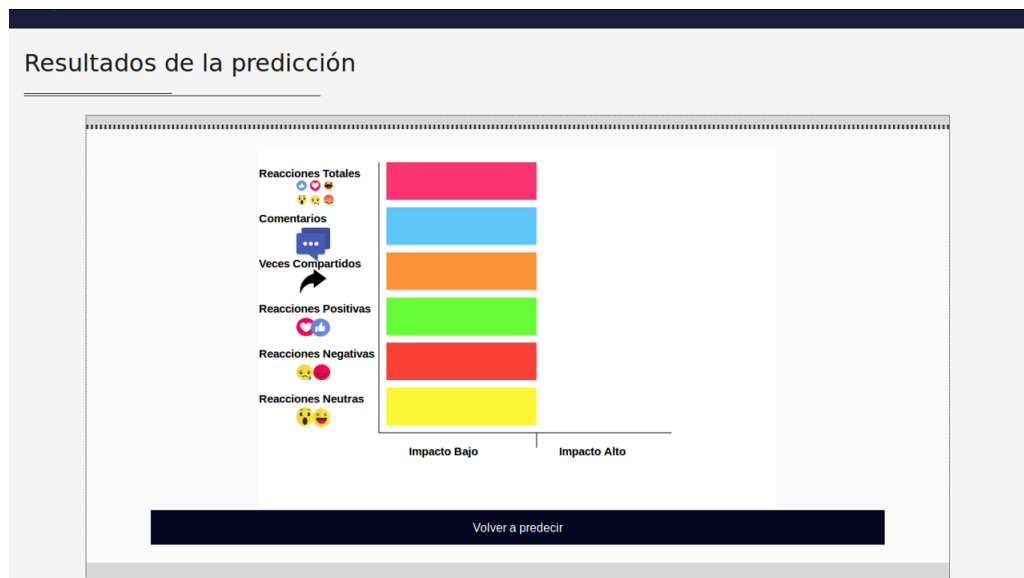 Resultados de la predicción
Reacciones Totales
Comentarios
Veces Compartidos
Reacciones Positivas
Reacciones Negativas
Reacciones Neutras
Impacto Bajo
Impacto Alto
Volver a predecir